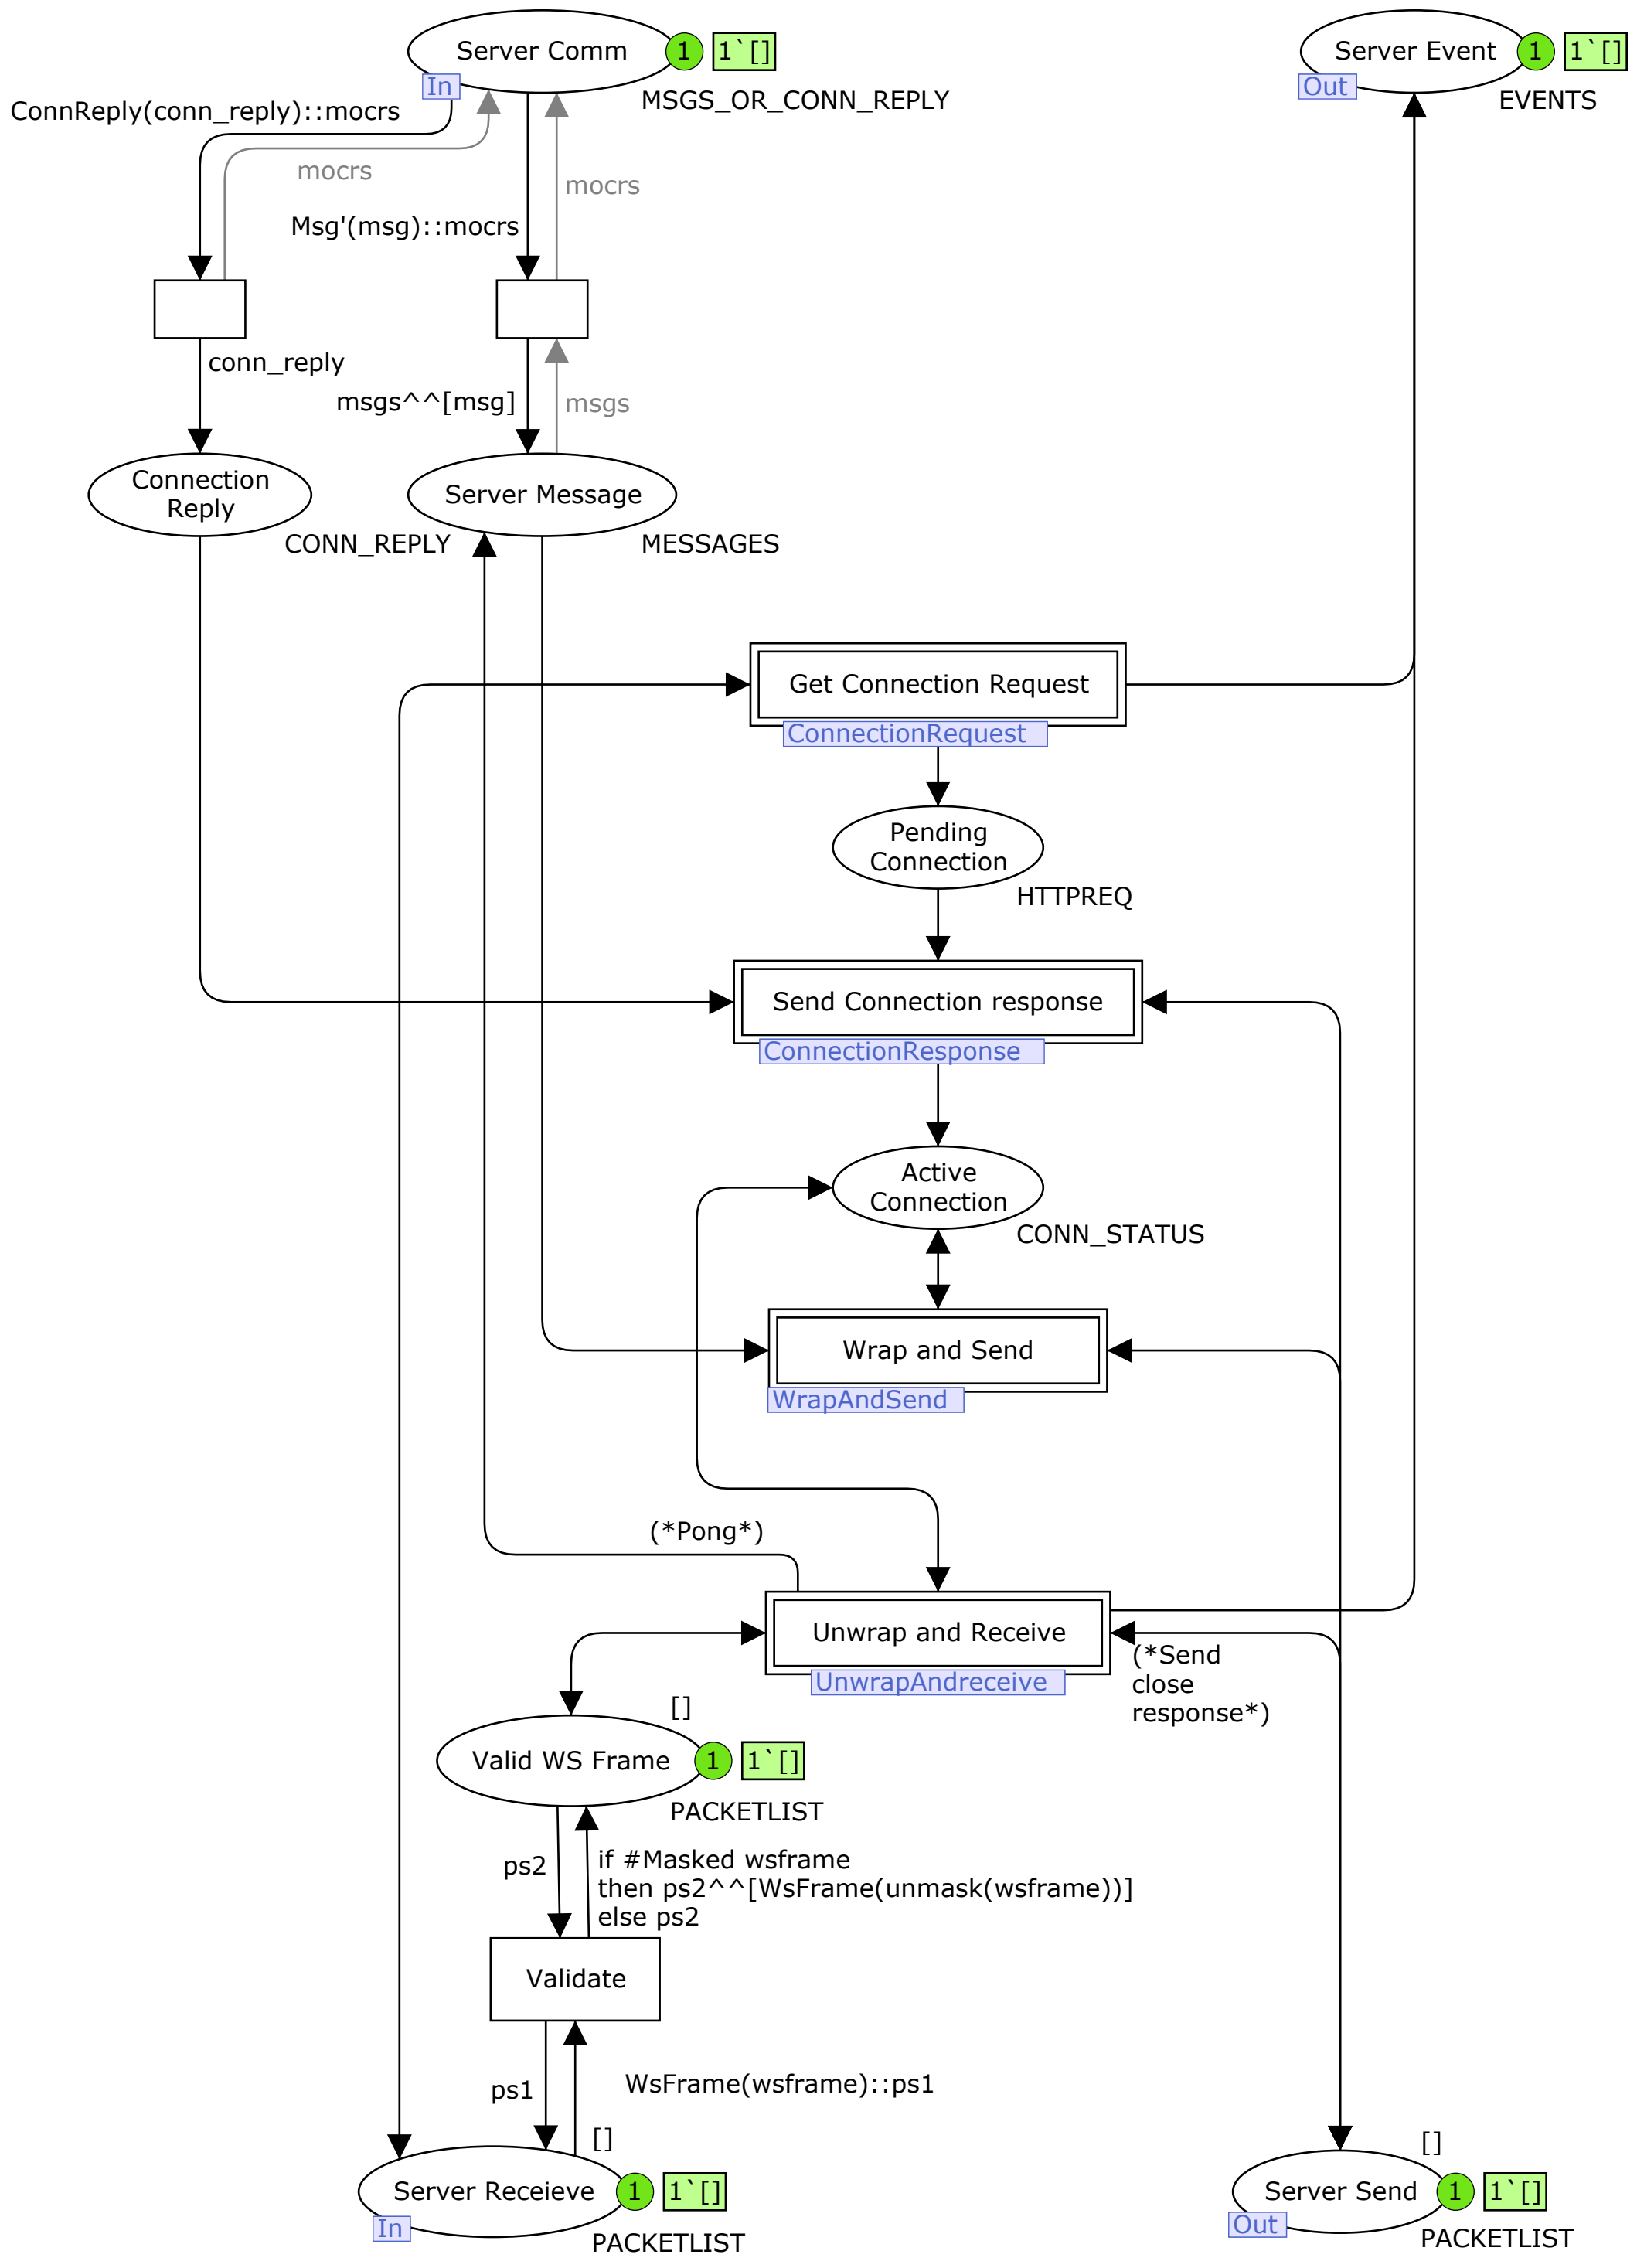 Server Comm
1
1`[]
In
MSGS_OR_CONN_REPLY
Server Event
1
1`[]
Out
EVENTS
ConnReply(conn_reply)::mocrs
mocrs
mocrs
Msg'(msg)::mocrs
conn_reply
msgs^^[msg]
msgs
Connection
Reply
CONN_REPLY
Server Message
MESSAGES
Get Connection Request
ConnectionRequest
Pending
Connection
HTTPREQ
Send Connection response
ConnectionResponse
Active
Connection
CONN_STATUS
Wrap and Send
WrapAndSend
(*Pong*)
Unwrap and Receive
UnwrapAndreceive
(*Send
close
response*)
[]
Valid WS Frame
1
1`[]
PACKETLIST
ps2
if #Masked wsframe
then ps2^^[WsFrame(unmask(wsframe))]
else ps2
Validate
ps1
WsFrame(wsframe)::ps1
[]
Server Receieve
1
1`[]
In
PACKETLIST
[]
Server Send
1
1`[]
Out
PACKETLIST